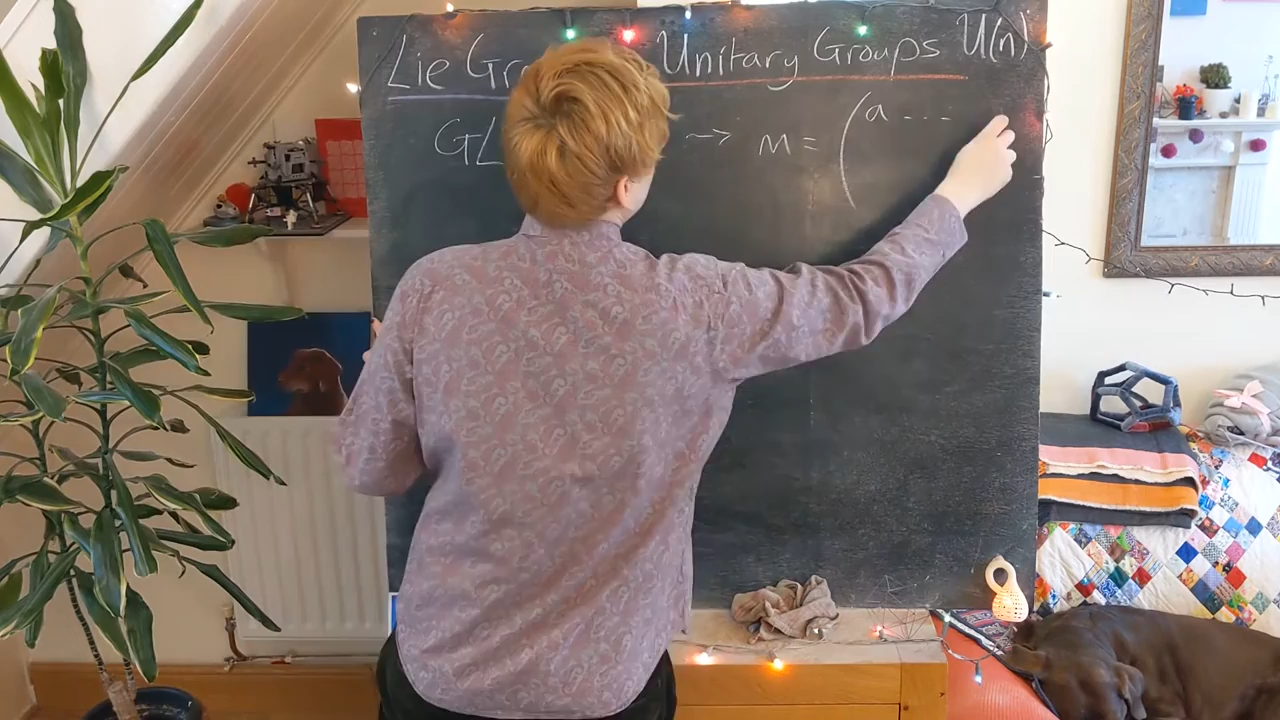 Lie Gr Unitary Groups U(n)
GL → m = ( a ...